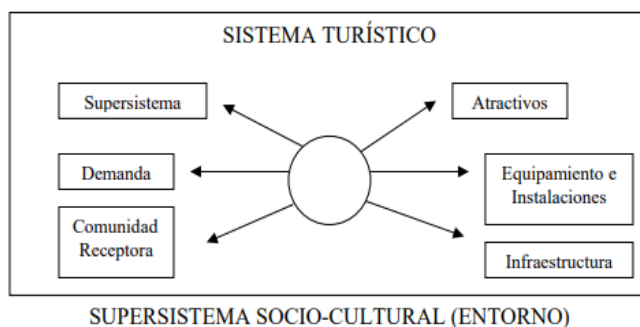 SISTEMA TURÍSTICO
Supersistema
Atractivos
Demanda
Equipamiento e
Instalaciones
Comunidad
Receptora
Infraestructura
SUPERSISTEMA SOCIO-CULTURAL (ENTORNO)